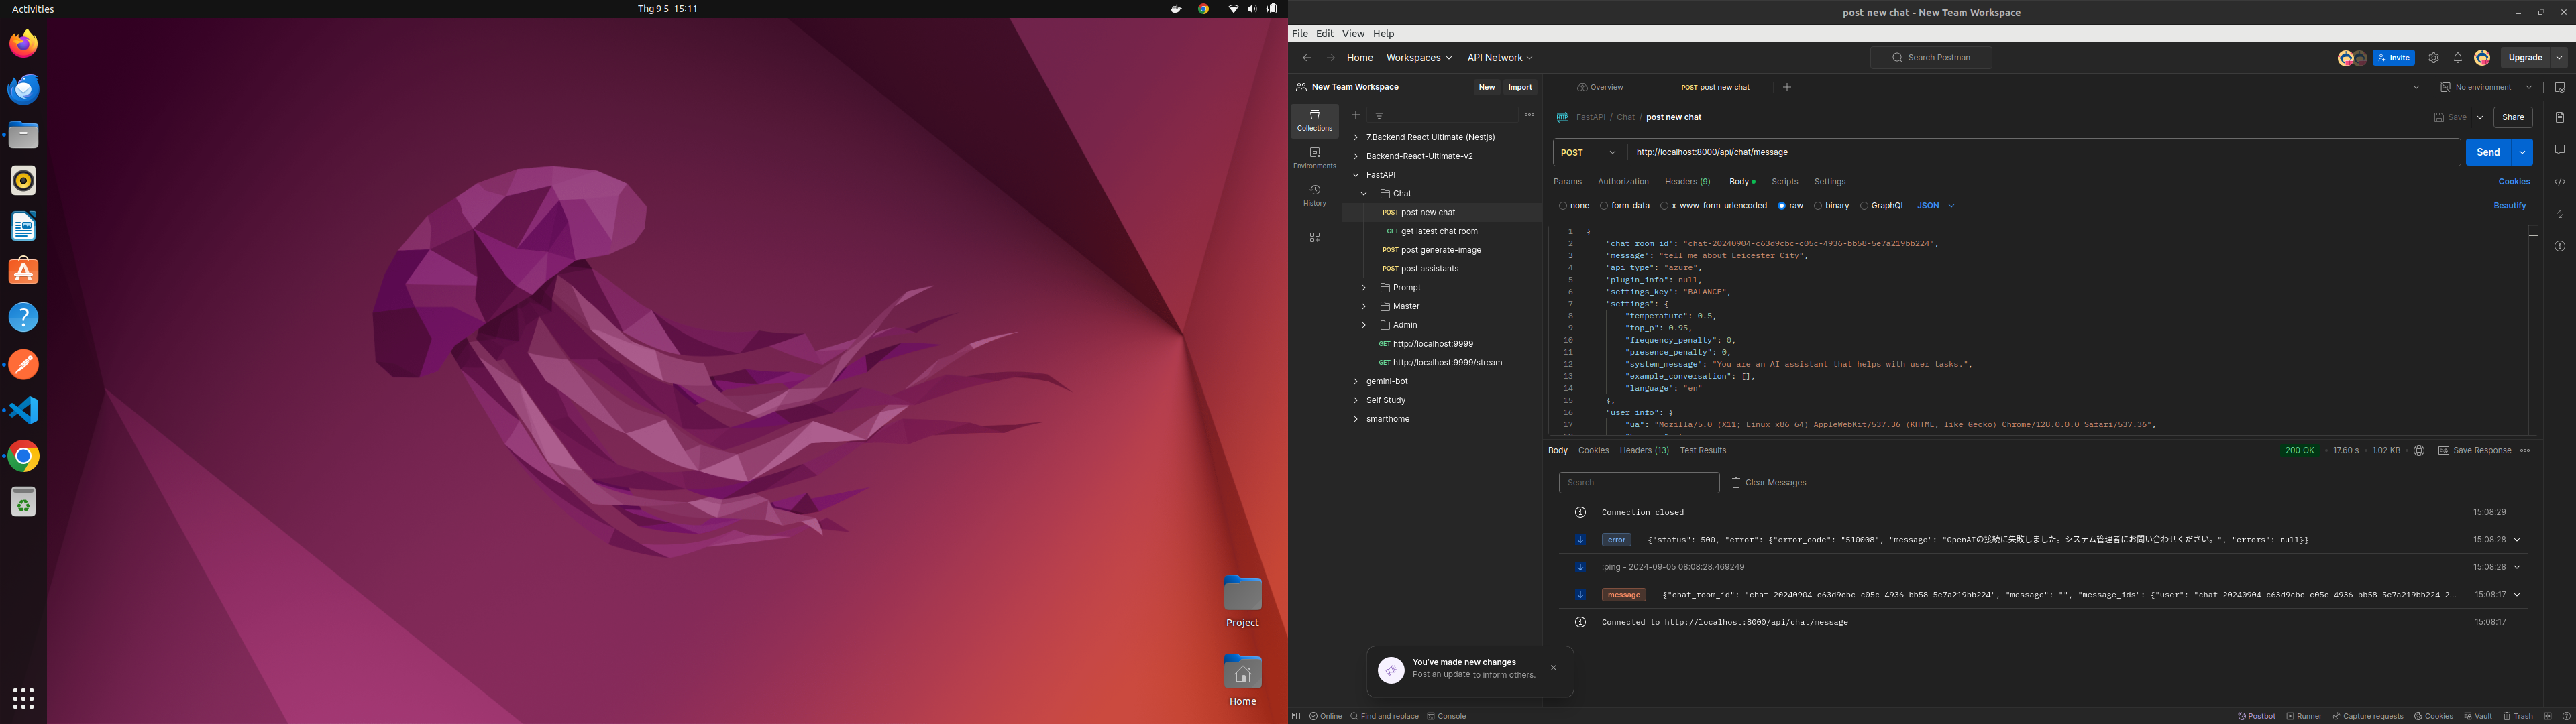 Activities
Thg 9 5 15:11
Project
Home
post new chat - New Team Workspace
File Edit View Help
Home Workspaces API Network
Search Postman
Invite
Upgrade
New Team Workspace
New Import
Overview
POST post new chat
No environment
Collections
Environments
History
7.Backend React Ultimate (Nestjs)
Backend-React-Ultimate-v2
FastAPI
Chat
POST post new chat
GET get latest chat room
POST post generate-image
POST post assistants
Prompt
Master
Admin
GET http://localhost:9999
GET http://localhost:9999/stream
gemini-bot
Self Study
smarthome
FastAPI / Chat / post new chat
Save
Share
POST http://localhost:8000/api/chat/message
Send
Params Authorization Headers (9) Body Scripts Settings
Cookies
none form-data x-www-form-urlencoded raw binary GraphQL JSON
Beautify
1 {
2 "chat_room_id": "chat-20240904-c63d9cbc-c05c-4936-bb58-5e7a219bb224",
3 "message": "tell me about Leicester City",
4 "api_type": "azure",
5 "plugin_info": null,
6 "settings_key": "BALANCE",
7 "settings": {
8 "temperature": 0.5,
9 "top_p": 0.95,
10 "frequency_penalty": 0,
11 "presence_penalty": 0,
12 "system_message": "You are an AI assistant that helps with user tasks.",
13 "example_conversation": [],
14 "language": "en"
15 },
16 "user_info": {
17 "ua": "Mozilla/5.0 (X11; Linux x86_64) AppleWebKit/537.36 (KHTML, like Gecko) Chrome/128.0.0.0 Safari/537.36",
Body Cookies Headers (13) Test Results
200 OK 17.60 s 1.02 KB Save Response
Search
Clear Messages
Connection closed 15:08:29
error {"status": 500, "error": {"error_code": "510008", "message": "OpenAIの接続に失敗しました。システム管理者にお問い合わせください。", "errors": null}} 15:08:28
:ping - 2024-09-05 08:08:28.469249 15:08:28
message {"chat_room_id": "chat-20240904-c63d9cbc-c05c-4936-bb58-5e7a219bb224", "message": "", "message_ids": {"user": "chat-20240904-c63d9cbc-c05c-4936-bb58-5e7a219bb224-2... 15:08:17
Connected to http://localhost:8000/api/chat/message 15:08:17
You've made new changes
Post an update to inform others.
Online Find and replace Console
Postbot Runner Capture requests Cookies Vault Trash